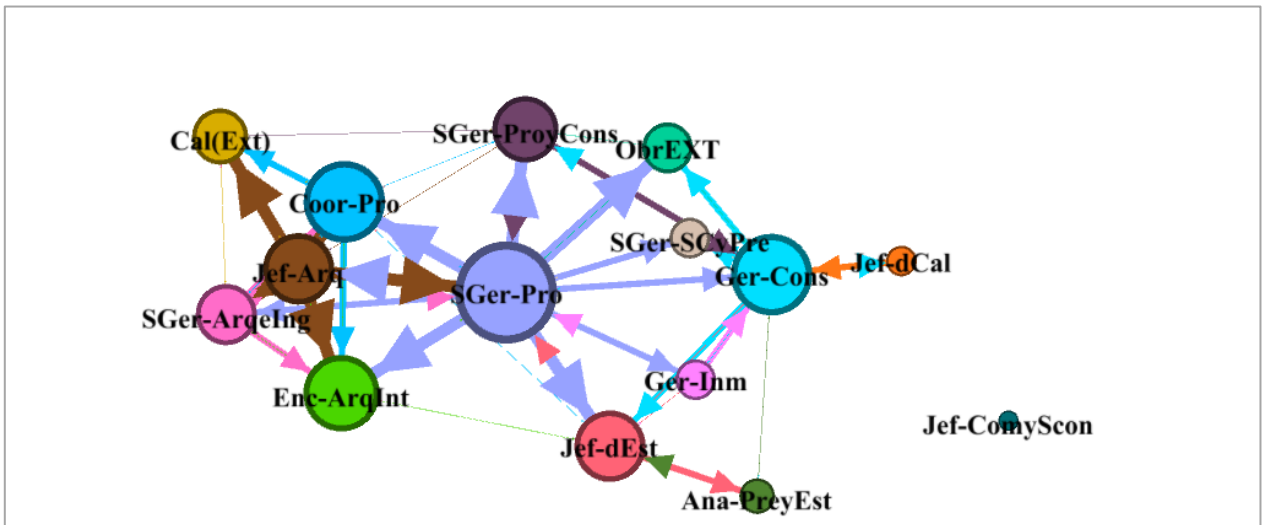 SGer-ProyCons
Cal(Ext)
ObrEXT
Coor-Pro
SGer-SCyPre
Jef-Arq
Jef-dCal
Ger-Cons
SGer-Pro
SGer-ArqeIng
Ger-Inm
Enc-ArqInt
Jef-ComyScon
Jef-dEst
Ana-PreyEst